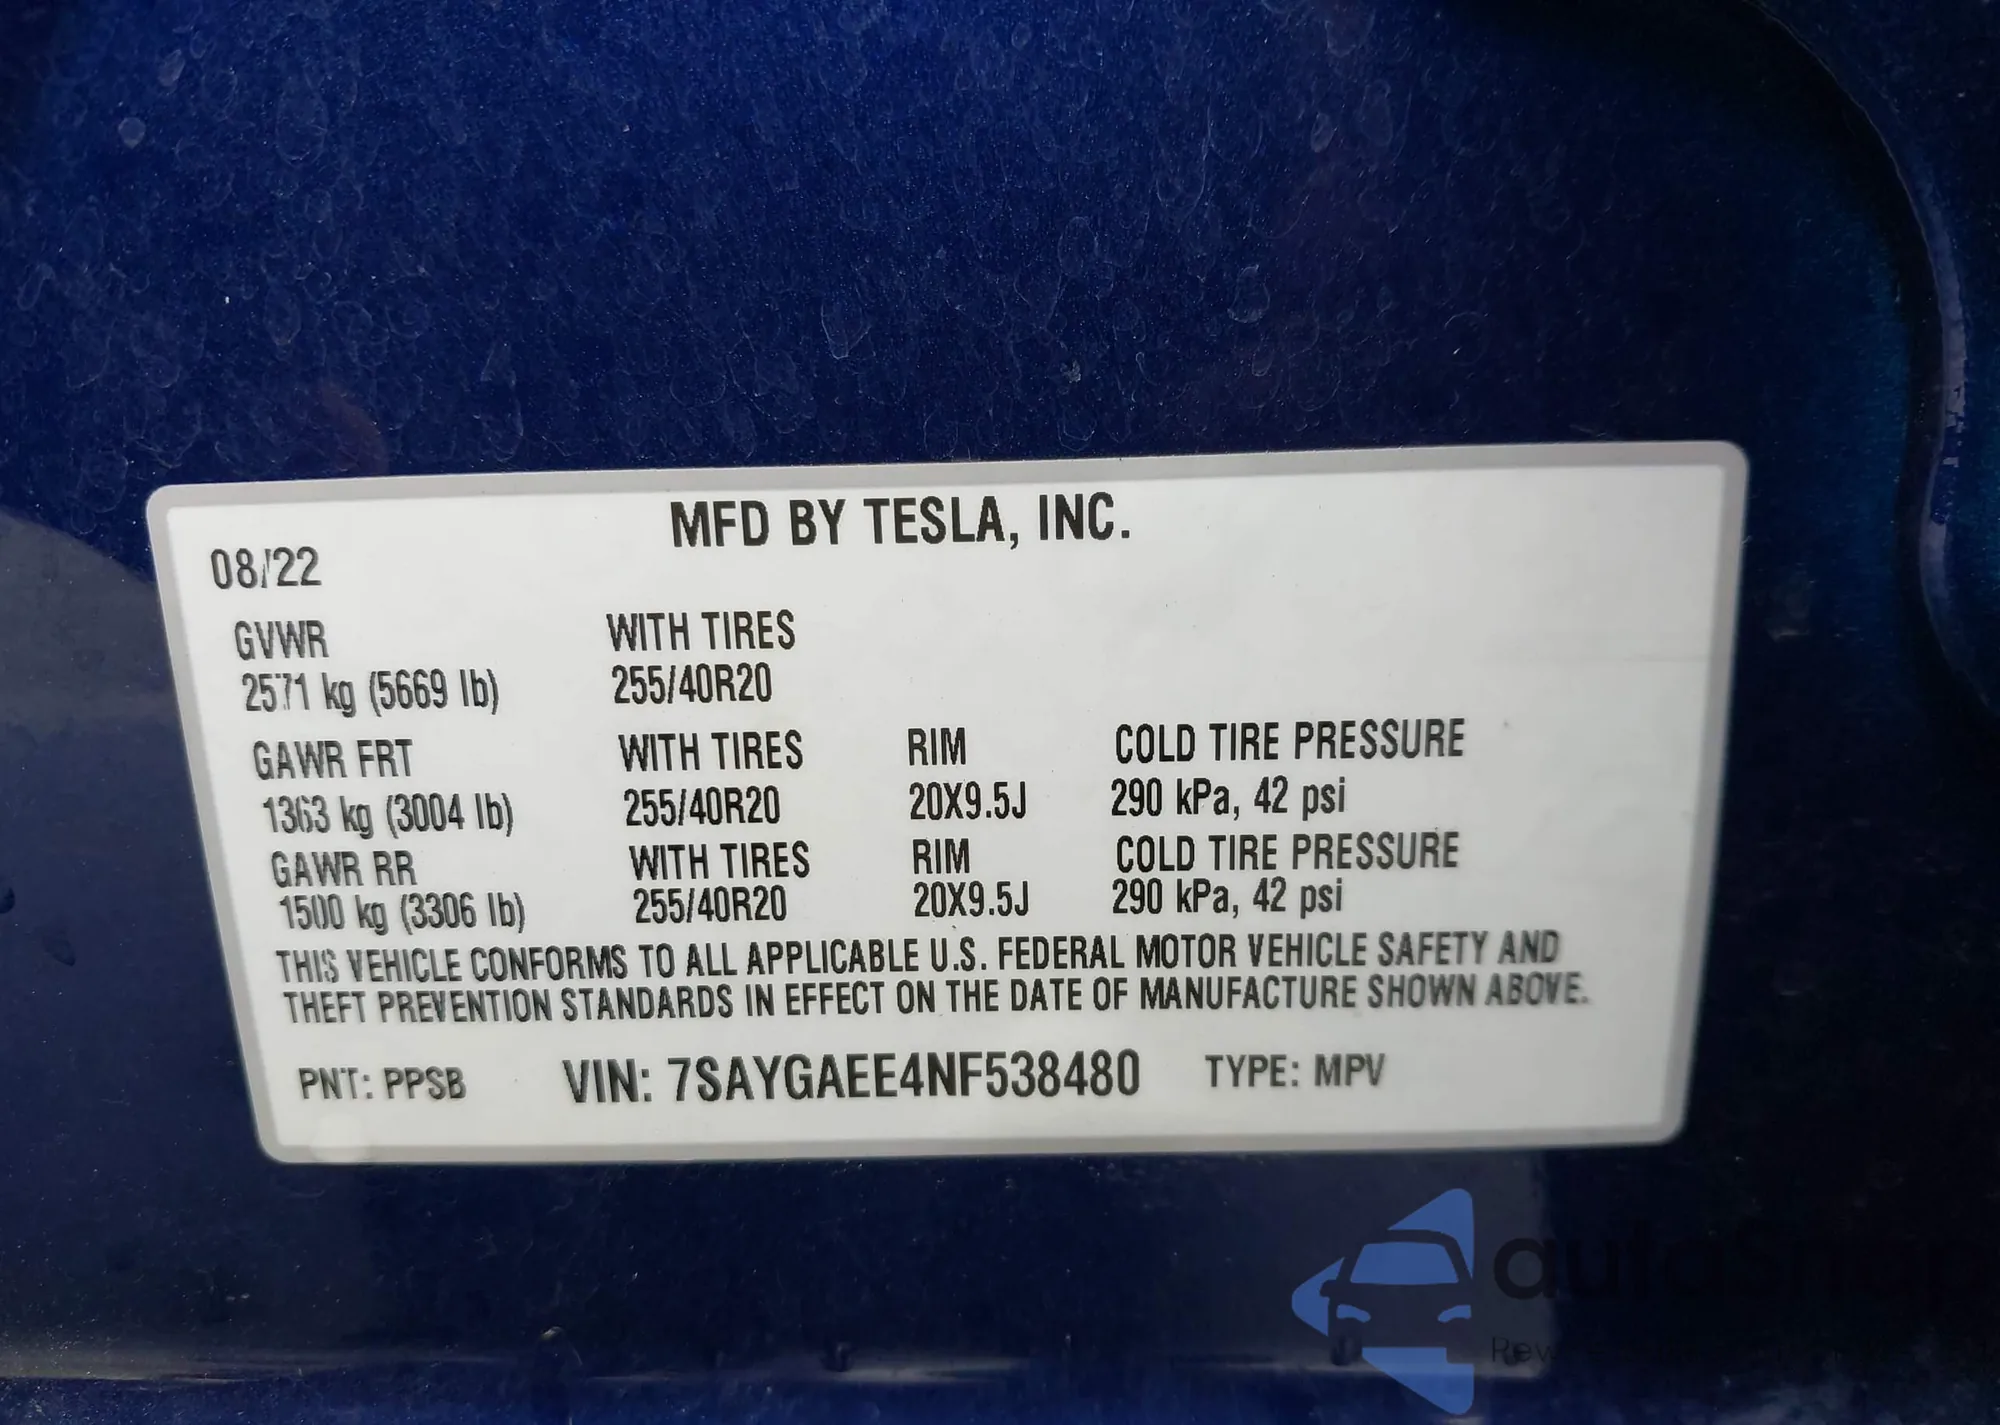 MFD BY TESLA, INC.
08/22
GVWR WITH TIRES
2571 kg (5669 lb) 255/40R20
GAWR FRT WITH TIRES RIM COLD TIRE PRESSURE
1363 kg (3004 lb) 255/40R20 20X9.5J 290 kPa, 42 psi
GAWR RR WITH TIRES RIM COLD TIRE PRESSURE
1500 kg (3306 lb) 255/40R20 20X9.5J 290 kPa, 42 psi
THIS VEHICLE CONFORMS TO ALL APPLICABLE U.S. FEDERAL MOTOR VEHICLE SAFETY AND
THEFT PREVENTION STANDARDS IN EFFECT ON THE DATE OF MANUFACTURE SHOWN ABOVE.
PNT: PPSB VIN: 7SAYGAEE4NF538480 TYPE: MPV